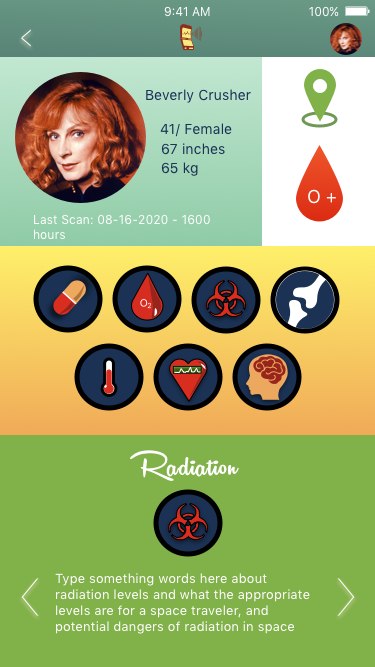 9:41 AM 100%
Beverly Crusher
41/ Female
67 inches
65 kg
Last Scan: 08-16-2020 - 1600
hours
O +
O2
Radiation
Type something words here about
radiation levels and what the appropriate
levels are for a space traveler, and
potential dangers of radiation in space